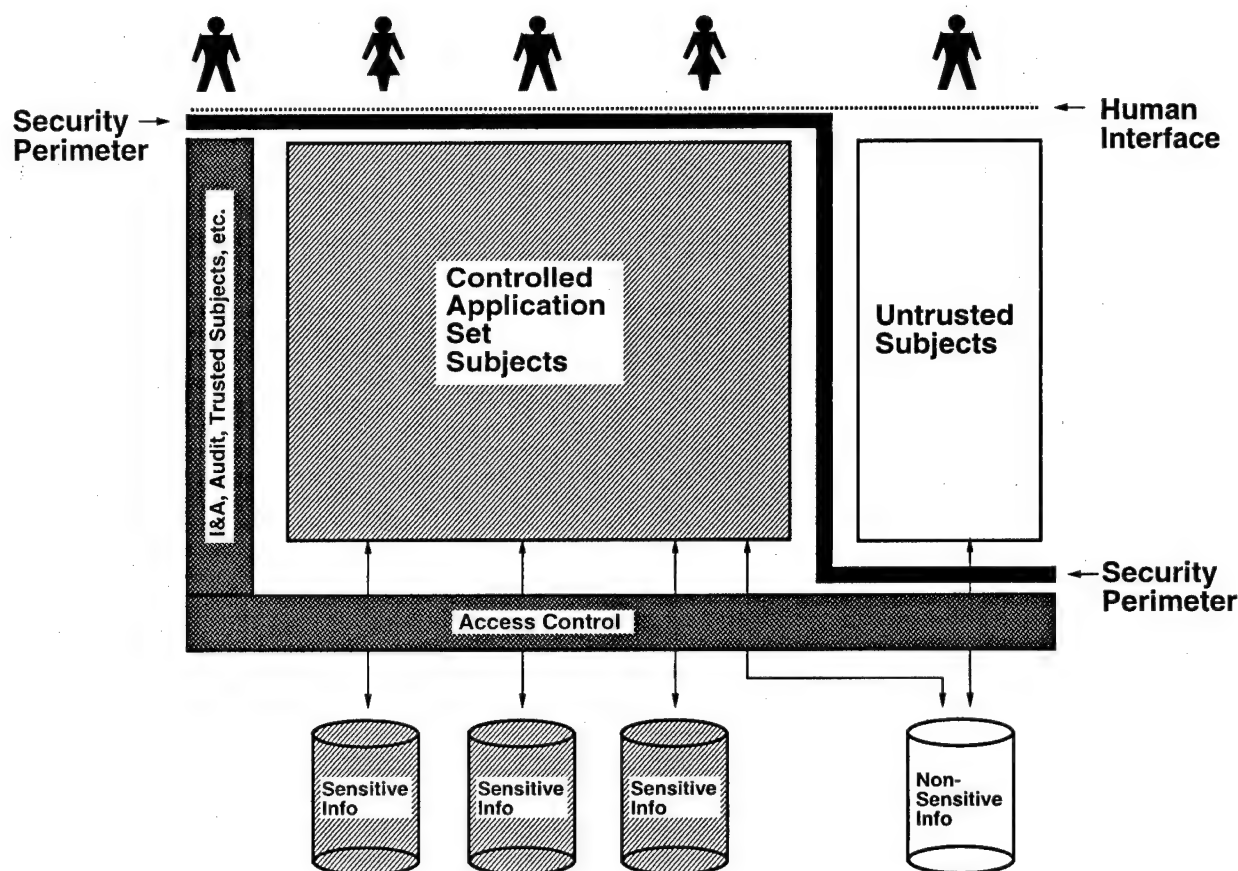 Security
Perimeter
Human
Interface
I&A, Audit, Trusted Subjects, etc.
Controlled
Application
Set
Subjects
Untrusted
Subjects
Security
Perimeter
Access Control
Sensitive
Info
Sensitive
Info
Sensitive
Info
Non-
Sensitive
Info